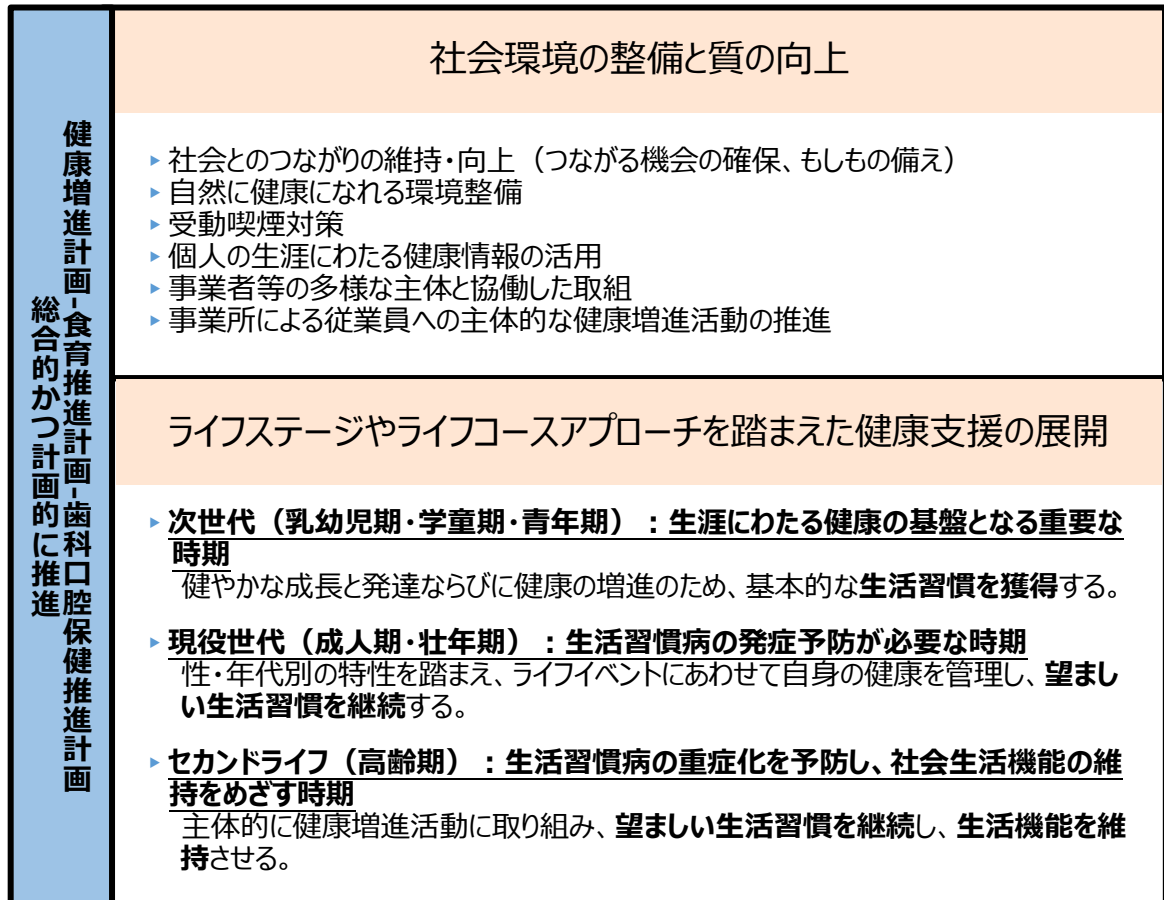 健康増進計画-食育推進計画-歯科口腔保健推進計画
総合的かつ計画的に推進
社会環境の整備と質の向上
▸社会とのつながりの維持・向上（つながる機会の確保、もしもの備え）
▸自然に健康になれる環境整備
▸受動喫煙対策
▸個人の生涯にわたる健康情報の活用
▸事業者等の多様な主体と協働した取組
▸事業所による従業員への主体的な健康増進活動の推進
ライフステージやライフコースアプローチを踏まえた健康支援の展開
▸次世代（乳幼児期・学童期・青年期）：生涯にわたる健康の基盤となる重要な
時期
健やかな成長と発達ならびに健康の増進のため、基本的な生活習慣を獲得する。
▸現役世代（成人期・壮年期）：生活習慣病の発症予防が必要な時期
性・年代別の特性を踏まえ、ライフイベントにあわせて自身の健康を管理し、望まし
い生活習慣を継続する。
▸セカンドライフ（高齢期）：生活習慣病の重症化を予防し、社会生活機能の維
持をめざす時期
主体的に健康増進活動に取り組み、望ましい生活習慣を継続し、生活機能を維
持させる。